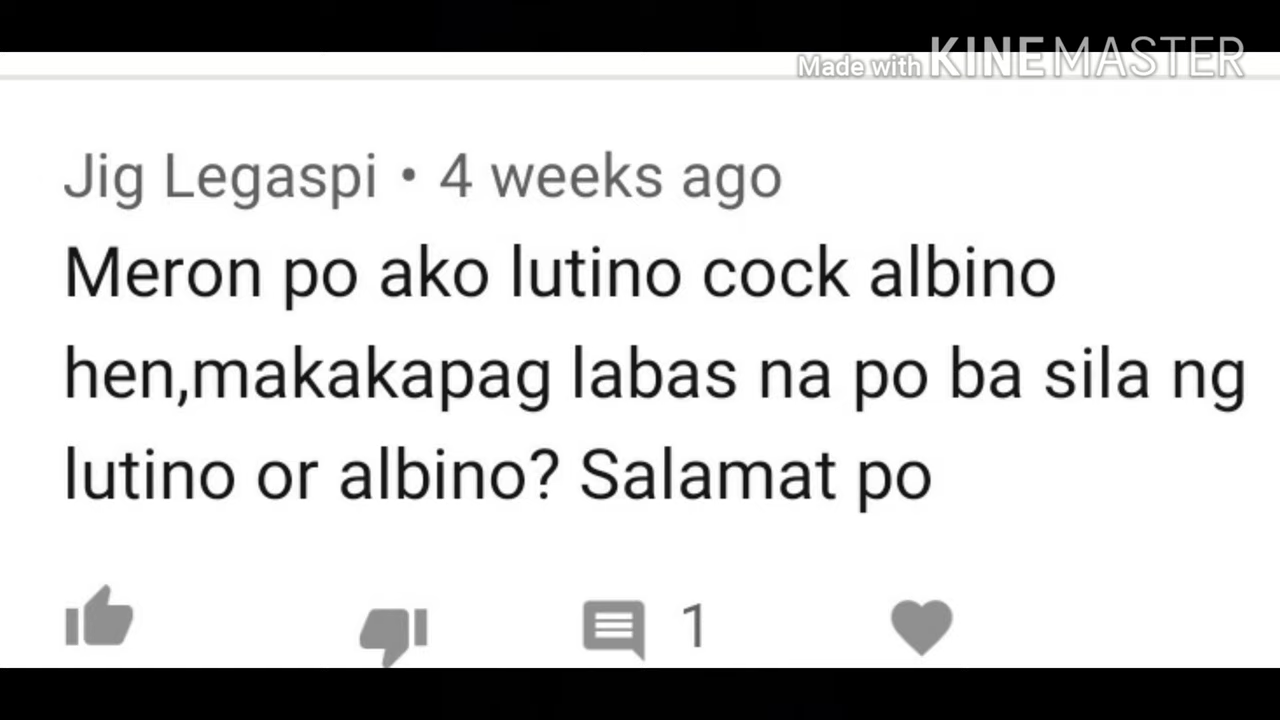 Made with KINEMASTER
Jig Legaspi • 4 weeks ago
Meron po ako lutino cock albino
hen,makakapag labas na po ba sila ng
lutino or albino? Salamat po
1